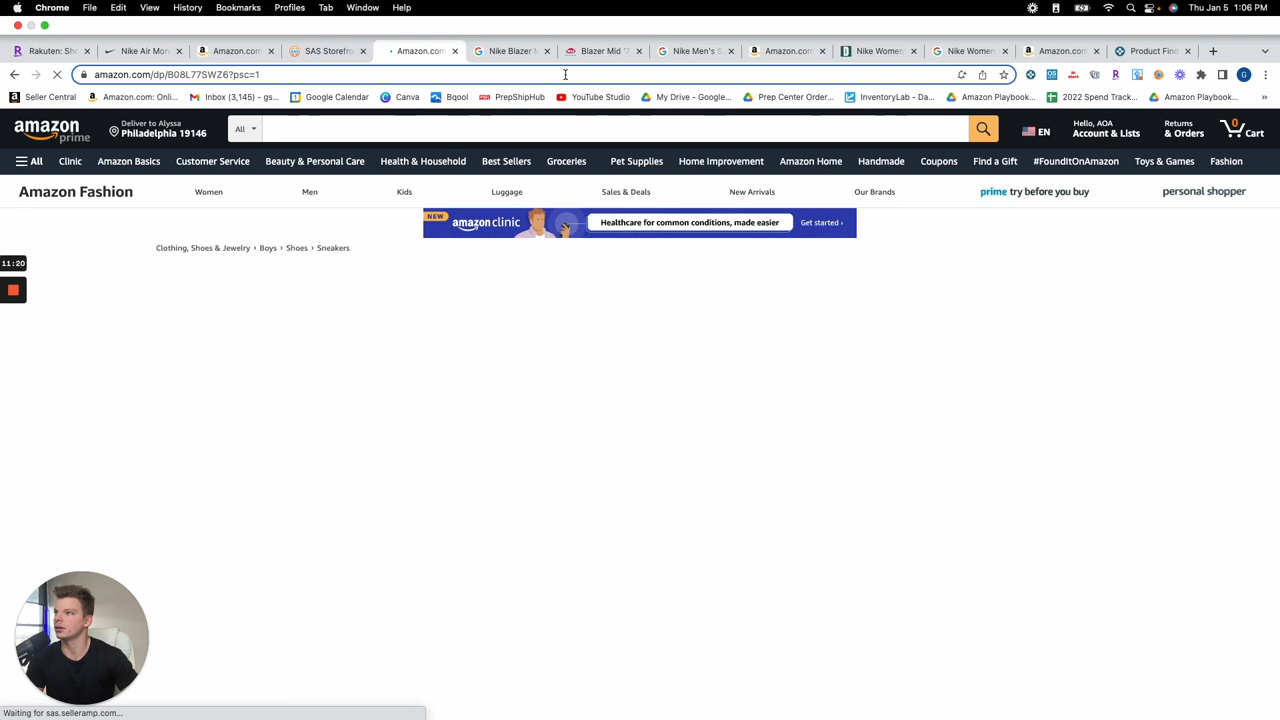 Chrome File Edit View History Bookmarks Profiles Tab Window Help Thu Jan 5 1:06 PM
Rakuten: Sho Nike Air Mon Amazon.com SAS Storefro Amazon.com Nike Blazer M Blazer Mid '7 Nike Men's S Amazon.com Nike Women Nike Women Amazon.com Product Find
amazon.com/dp/B08L77SWZ6?psc=1
Seller Central Amazon.com: Onli... Inbox (3,145) - gs... Google Calendar Canva Bqool PrepShipHub YouTube Studio My Drive - Google... Prep Center Order... InventoryLab - Da... Amazon Playbook... 2022 Spend Track... Amazon Playbook... »
amazon prime Deliver to Alyssa Philadelphia 19146 All EN Hello, AOA Account & Lists Returns & Orders 0 Cart
All Clinic Amazon Basics Customer Service Beauty & Personal Care Health & Household Best Sellers Groceries Pet Supplies Home Improvement Amazon Home Handmade Coupons Find a Gift #FoundItOnAmazon Toys & Games Fashion
Amazon Fashion Women Men Kids Luggage Sales & Deals New Arrivals Our Brands prime try before you buy personal shopper
NEW amazon clinic Healthcare for common conditions, made easier Get started ›
Clothing, Shoes & Jewelry › Boys › Shoes › Sneakers
11:20
Waiting for sas.selleramp.com...